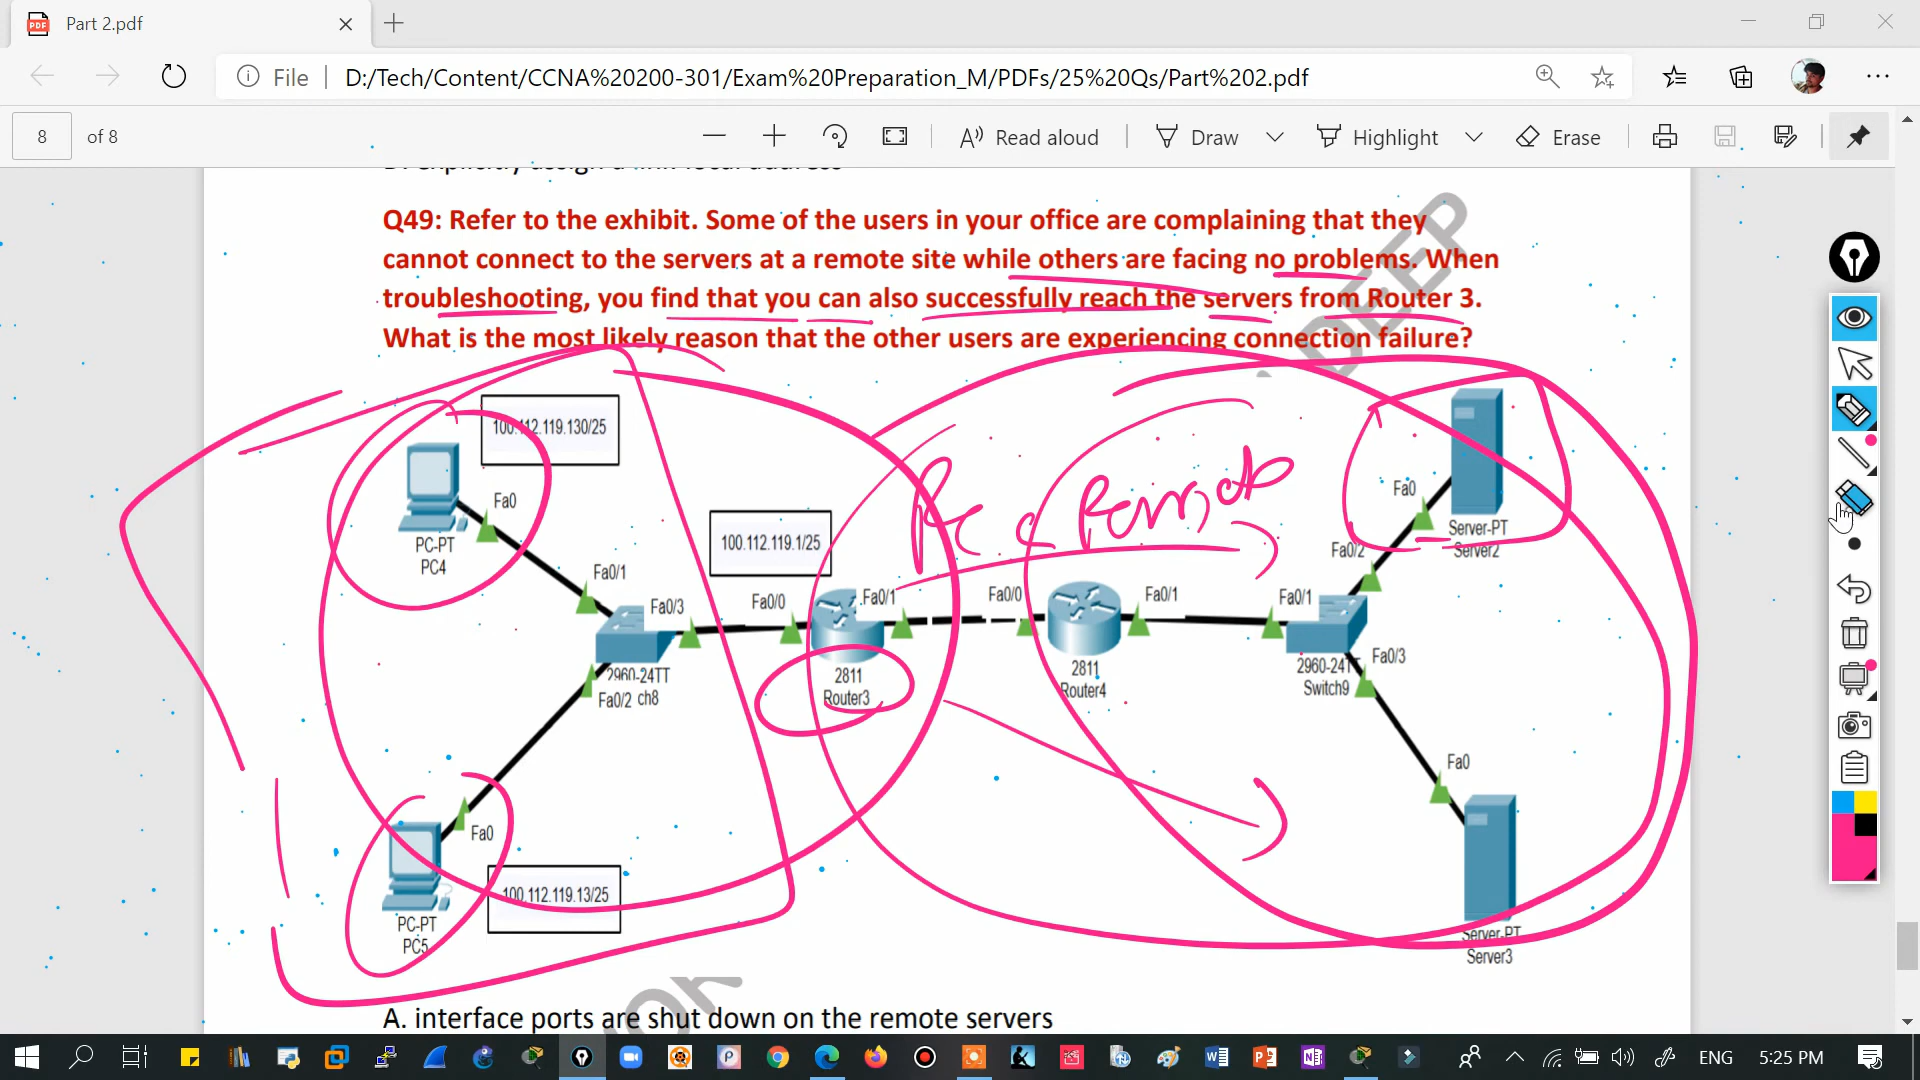 Part 2.pdf
File
D:/Tech/Content/CCNA%20200-301/Exam%20Preparation_M/PDFs/25%20Qs/Part%202.pdf
8 of 8
Read aloud
Draw
Highlight
Erase
Q49: Refer to the exhibit. Some of the users in your office are complaining that they
cannot connect to the servers at a remote site while others are facing no problems. When
troubleshooting, you find that you can also successfully reach the servers from Router 3.
What is the most likely reason that the other users are experiencing connection failure?
DEEP
100.112.119.130/25
Fa0
PC-PT
PC4
100.112.119.1/25
Remote
Fa0
Server-PT
Server2
Fa0/2
Fa0/1
Fa0/3
Fa0/0
Fa0/1
Fa0/0
Fa0/1
Fa0/1
2960-24TT
Fa0/2 ch8
2811
Router3
2811
Router4
2960-24TT
Switch9
Fa0/3
Fa0
Fa0
100.112.119.13/25
PC-PT
PC5
Server-PT
Server3
A. interface ports are shut down on the remote servers
ENG
5:25 PM